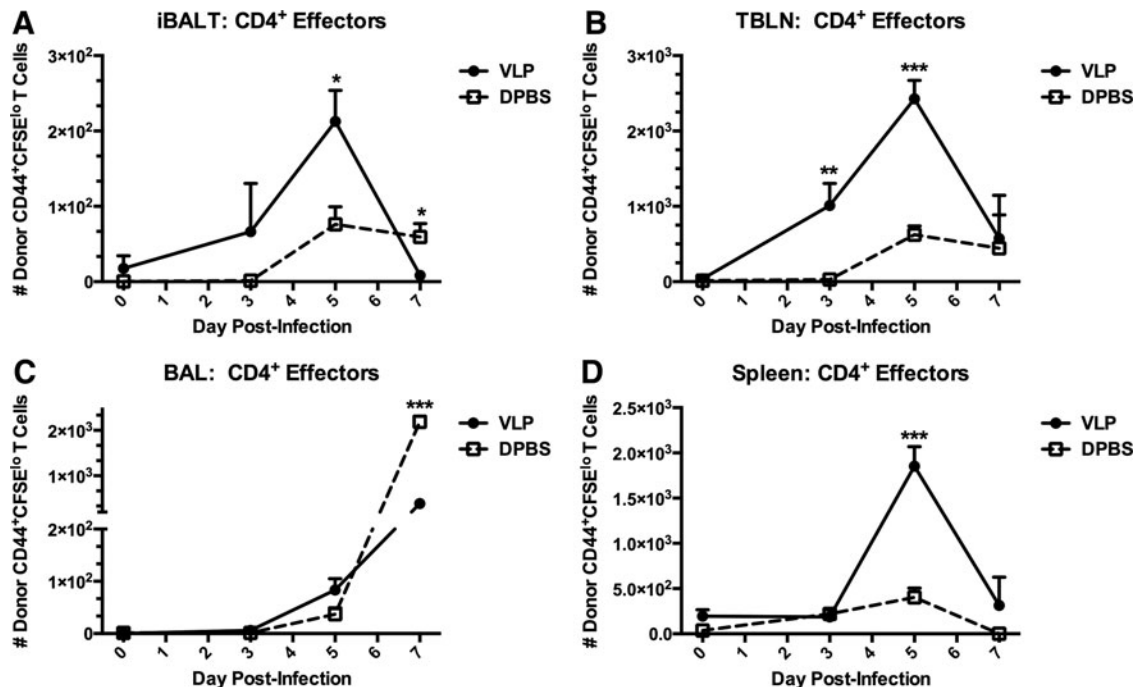 A
iBALT: CD4⁺ Effectors
# Donor CD44⁺CFSEˡᵒ T Cells
3×10²
2×10²
1×10²
0
*
*
VLP
DPBS
0 1 2 3 4 5 6 7
Day Post-Infection
B
TBLN: CD4⁺ Effectors
# Donor CD44⁺CFSEˡᵒ T Cells
3×10³
2×10³
1×10³
0
**
***
VLP
DPBS
0 1 2 3 4 5 6 7
Day Post-Infection
C
BAL: CD4⁺ Effectors
# Donor CD44⁺CFSEˡᵒ T Cells
2×10³
1×10³
2×10²
1×10²
0
***
VLP
DPBS
0 1 2 3 4 5 6 7
Day Post-Infection
D
Spleen: CD4⁺ Effectors
# Donor CD44⁺CFSEˡᵒ T Cells
2.5×10³
2.0×10³
1.5×10³
1.0×10³
5.0×10²
0.0
***
VLP
DPBS
0 1 2 3 4 5 6 7
Day Post-Infection